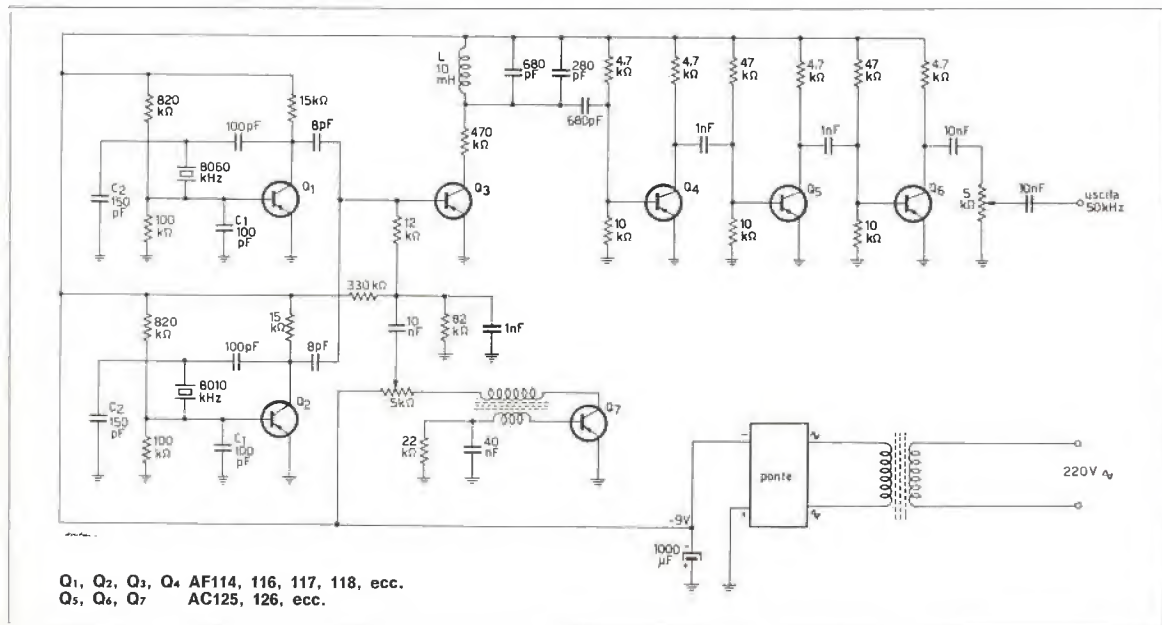 L
10
mH
680
pF
280
pF
4.7
kΩ
4.7
kΩ
47
kΩ
4.7
kΩ
47
kΩ
4.7
kΩ
820
kΩ
15kΩ
100pF
8pF
680pF
1nF
1nF
10nF
470
kΩ
8060
kHz
Q1
Q3
Q4
Q5
Q6
C2
150
pF
100
kΩ
C1
100
pF
12
kΩ
10
kΩ
10
kΩ
10
kΩ
5
kΩ
10nF
uscita
50kHz
330kΩ
820
kΩ
15
kΩ
10
nF
82
kΩ
1nF
100pF
8pF
8010
kHz
Q2
C2
150
pF
100
kΩ
C1
100
pF
5kΩ
Q7
22
kΩ
40
nF
-
+
ponte
220V
-9V
1000
µF
-
+
Q1, Q2, Q3, Q4 AF114, 116, 117, 118, ecc.
Q5, Q6, Q7 AC125, 126, ecc.